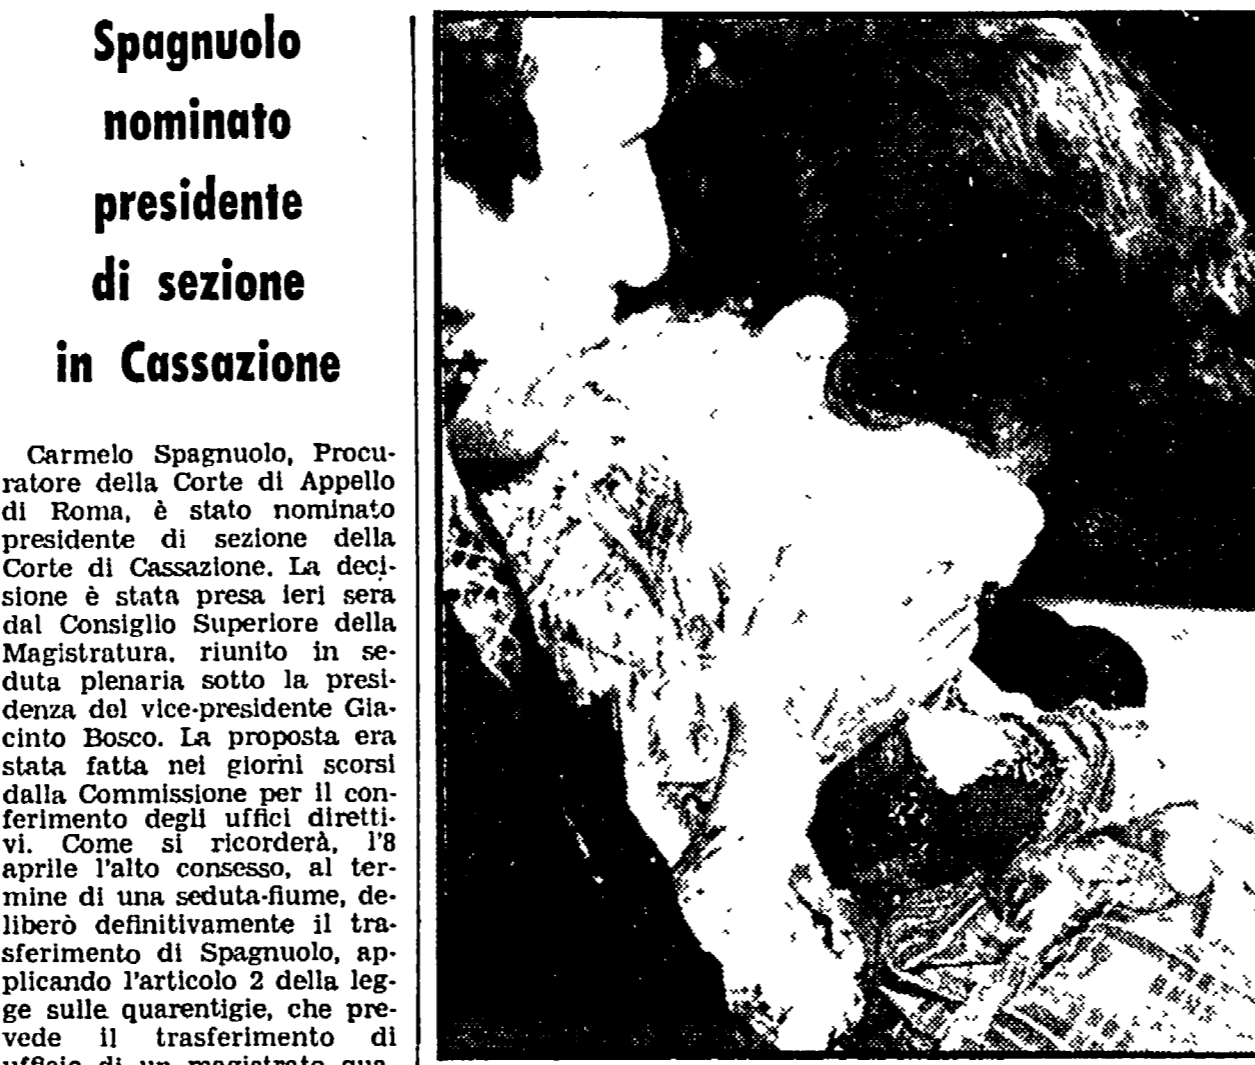 Spagnuolo
nominato
presidente
di sezione
in Cassazione
Carmelo Spagnuolo, Procu-
ratore della Corte di Appello
di Roma, è stato nominato
presidente di sezione della
Corte di Cassazione. La deci-
sione è stata presa ieri sera
dal Consiglio Superiore della
Magistratura, riunito in se-
duta plenaria sotto la presi-
denza del vice-presidente Gia-
cinto Bosco. La proposta era
stata fatta nei giorni scorsi
dalla Commissione per il con-
ferimento degli uffici diretti-
vi. Come si ricorderà, l'8
aprile l'alto consesso, al ter-
mine di una seduta-fiume, de-
liberò definitivamente il tra-
sferimento di Spagnuolo, ap-
plicando l'articolo 2 della leg-
ge sulle quarentigie, che pre-
vede il trasferimento di
ufficio di un magistrato qua-